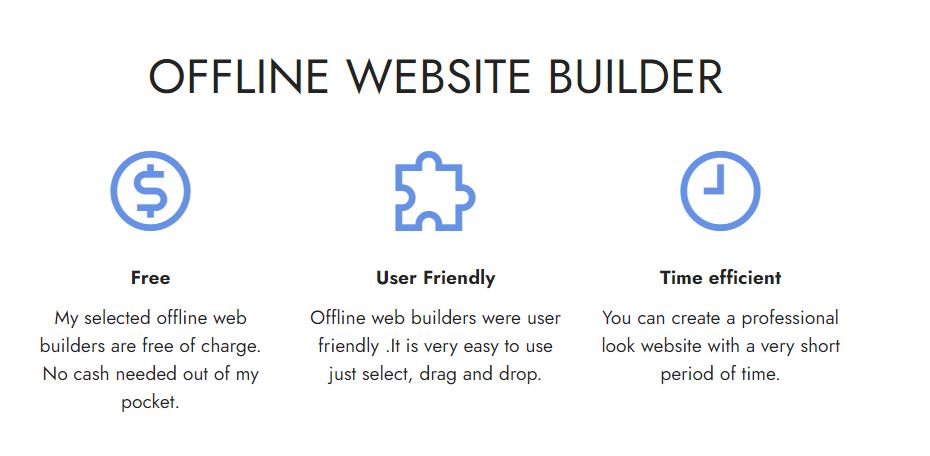 OFFLINE WEBSITE BUILDER
$
Free
My selected offline web
builders are free of charge.
No cash needed out of my
pocket.
User Friendly
Offline web builders were user
friendly .It is very easy to use
just select, drag and drop.
Time efficient
You can create a professional
look website with a very short
period of time.